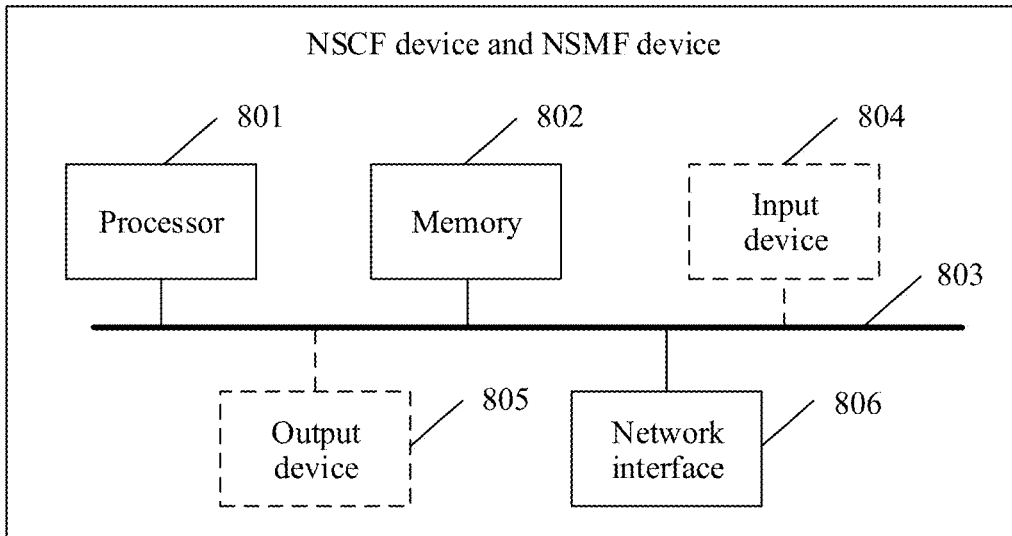 NSCF device and NSMF device
801
802
804
Processor
Memory
Input
device
803
805
806
Output
device
Network
interface